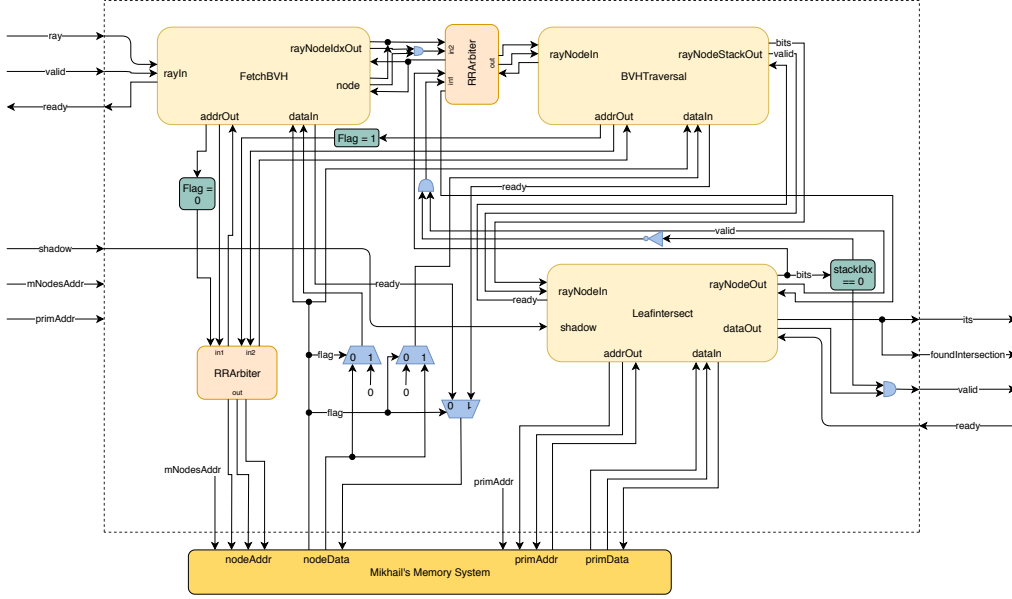 ray
valid
ready
shadow
mNodesAddr
primAddr
rayNodeIdxOut
rayIn
FetchBVH
node
addrOut
dataIn
in2
in1
RRArbiter
out
rayNodeIn
rayNodeStackOut
BVHTraversal
addrOut
dataIn
bits
valid
Flag = 1
Flag =
0
ready
valid
ready
bits
stackIdx
== 0
rayNodeIn
ready
rayNodeOut
LeafIntersect
shadow
dataOut
addrOut
dataIn
its
foundIntersection
valid
ready
in1
in2
RRArbiter
out
flag
0
1
0
1
0
0
flag
0
1
mNodesAddr
primAddr
nodeAddr
nodeData
primAddr
primData
Mikhail's Memory System